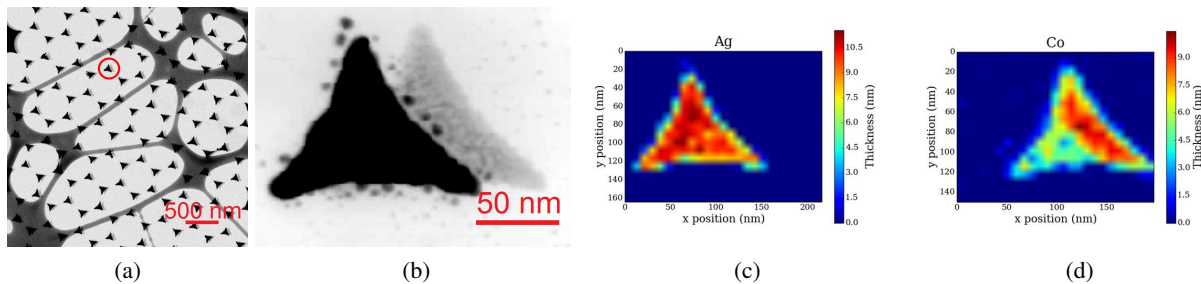 500 nm
50 nm
Ag
0
20
40
60
80
100
120
140
160
y position (nm)
0
50
100
150
200
x position (nm)
10.5
9.0
7.5
6.0
4.5
3.0
1.5
0.0
Thickness (nm)
Co
0
20
40
60
80
100
120
140
y position (nm)
0
50
100
150
x position (nm)
9.0
7.5
6.0
4.5
3.0
1.5
0.0
Thickness (nm)
(a)
(b)
(c)
(d)